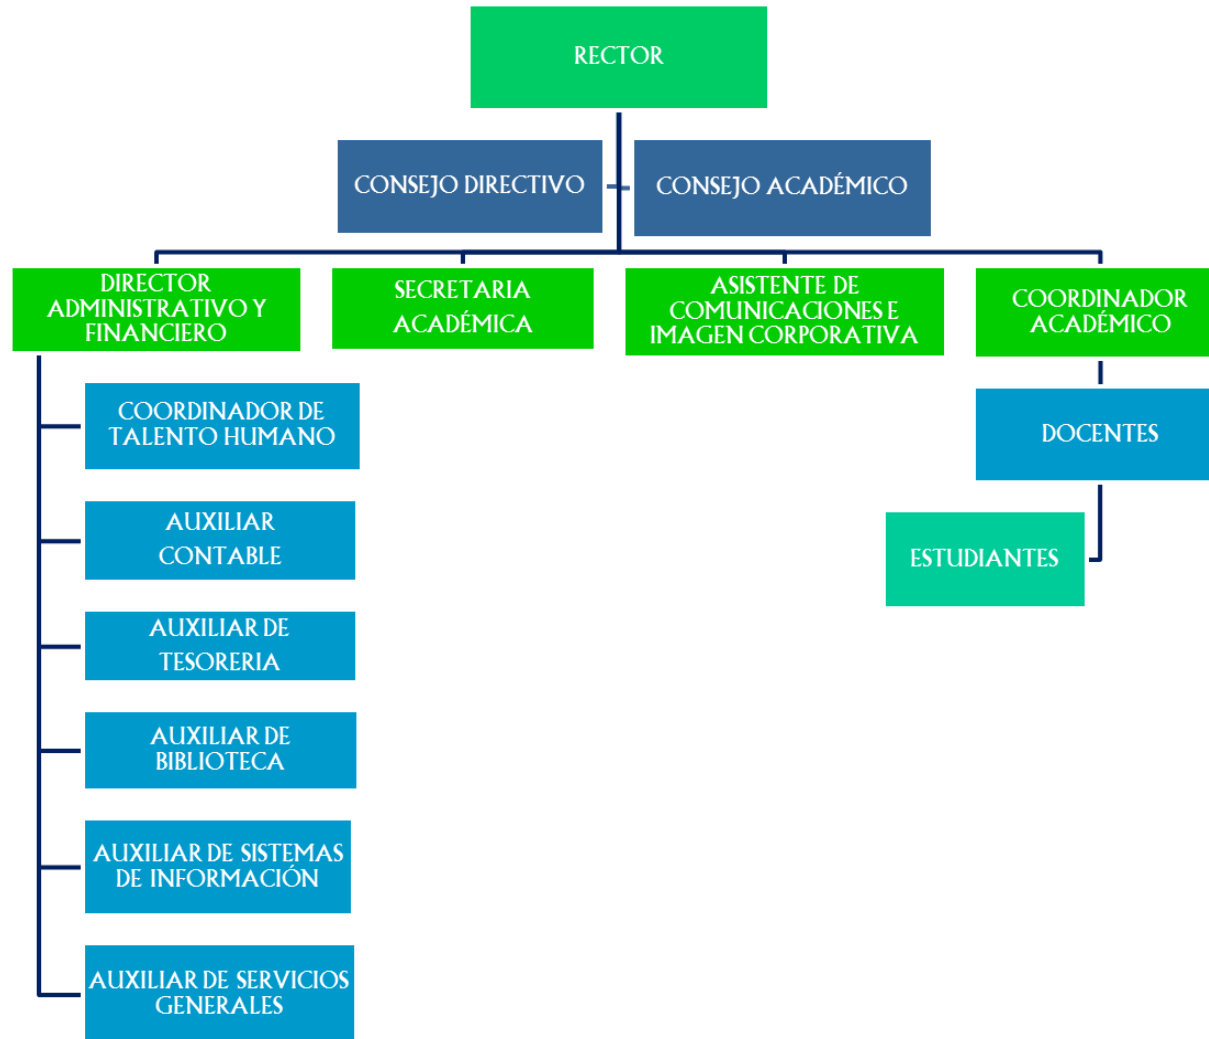 RECTOR
CONSEJO DIRECTIVO
CONSEJO ACADÉMICO
DIRECTOR
ADMINISTRATIVO Y
FINANCIERO
SECRETARIA
ACADÉMICA
ASISTENTE DE
COMUNICACIONES E
IMAGEN CORPORATIVA
COORDINADOR
ACADÉMICO
COORDINADOR DE
TALENTO HUMANO
AUXILIAR
CONTABLE
AUXILIAR DE
TESORERIA
AUXILIAR DE
BIBLIOTECA
AUXILIAR DE SISTEMAS
DE INFORMACIÓN
AUXILIAR DE SERVICIOS
GENERALES
DOCENTES
ESTUDIANTES